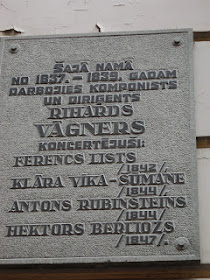 ŠAJĀ NAMĀ
NO 1837.-1839. GADAM
DARBOJIES KOMPONISTS
UN DIRIĢENTS
RIHARDS
VĀGNERS
KONCERTĒJUŠI:
FERENCS LISTS
/1842/
KLĀRA VĪKA-ŠŪMANE
/1844/
ANTONS RUBINŠTEINS
/1844/
HEKTORS BERLIOZS
/1847/.